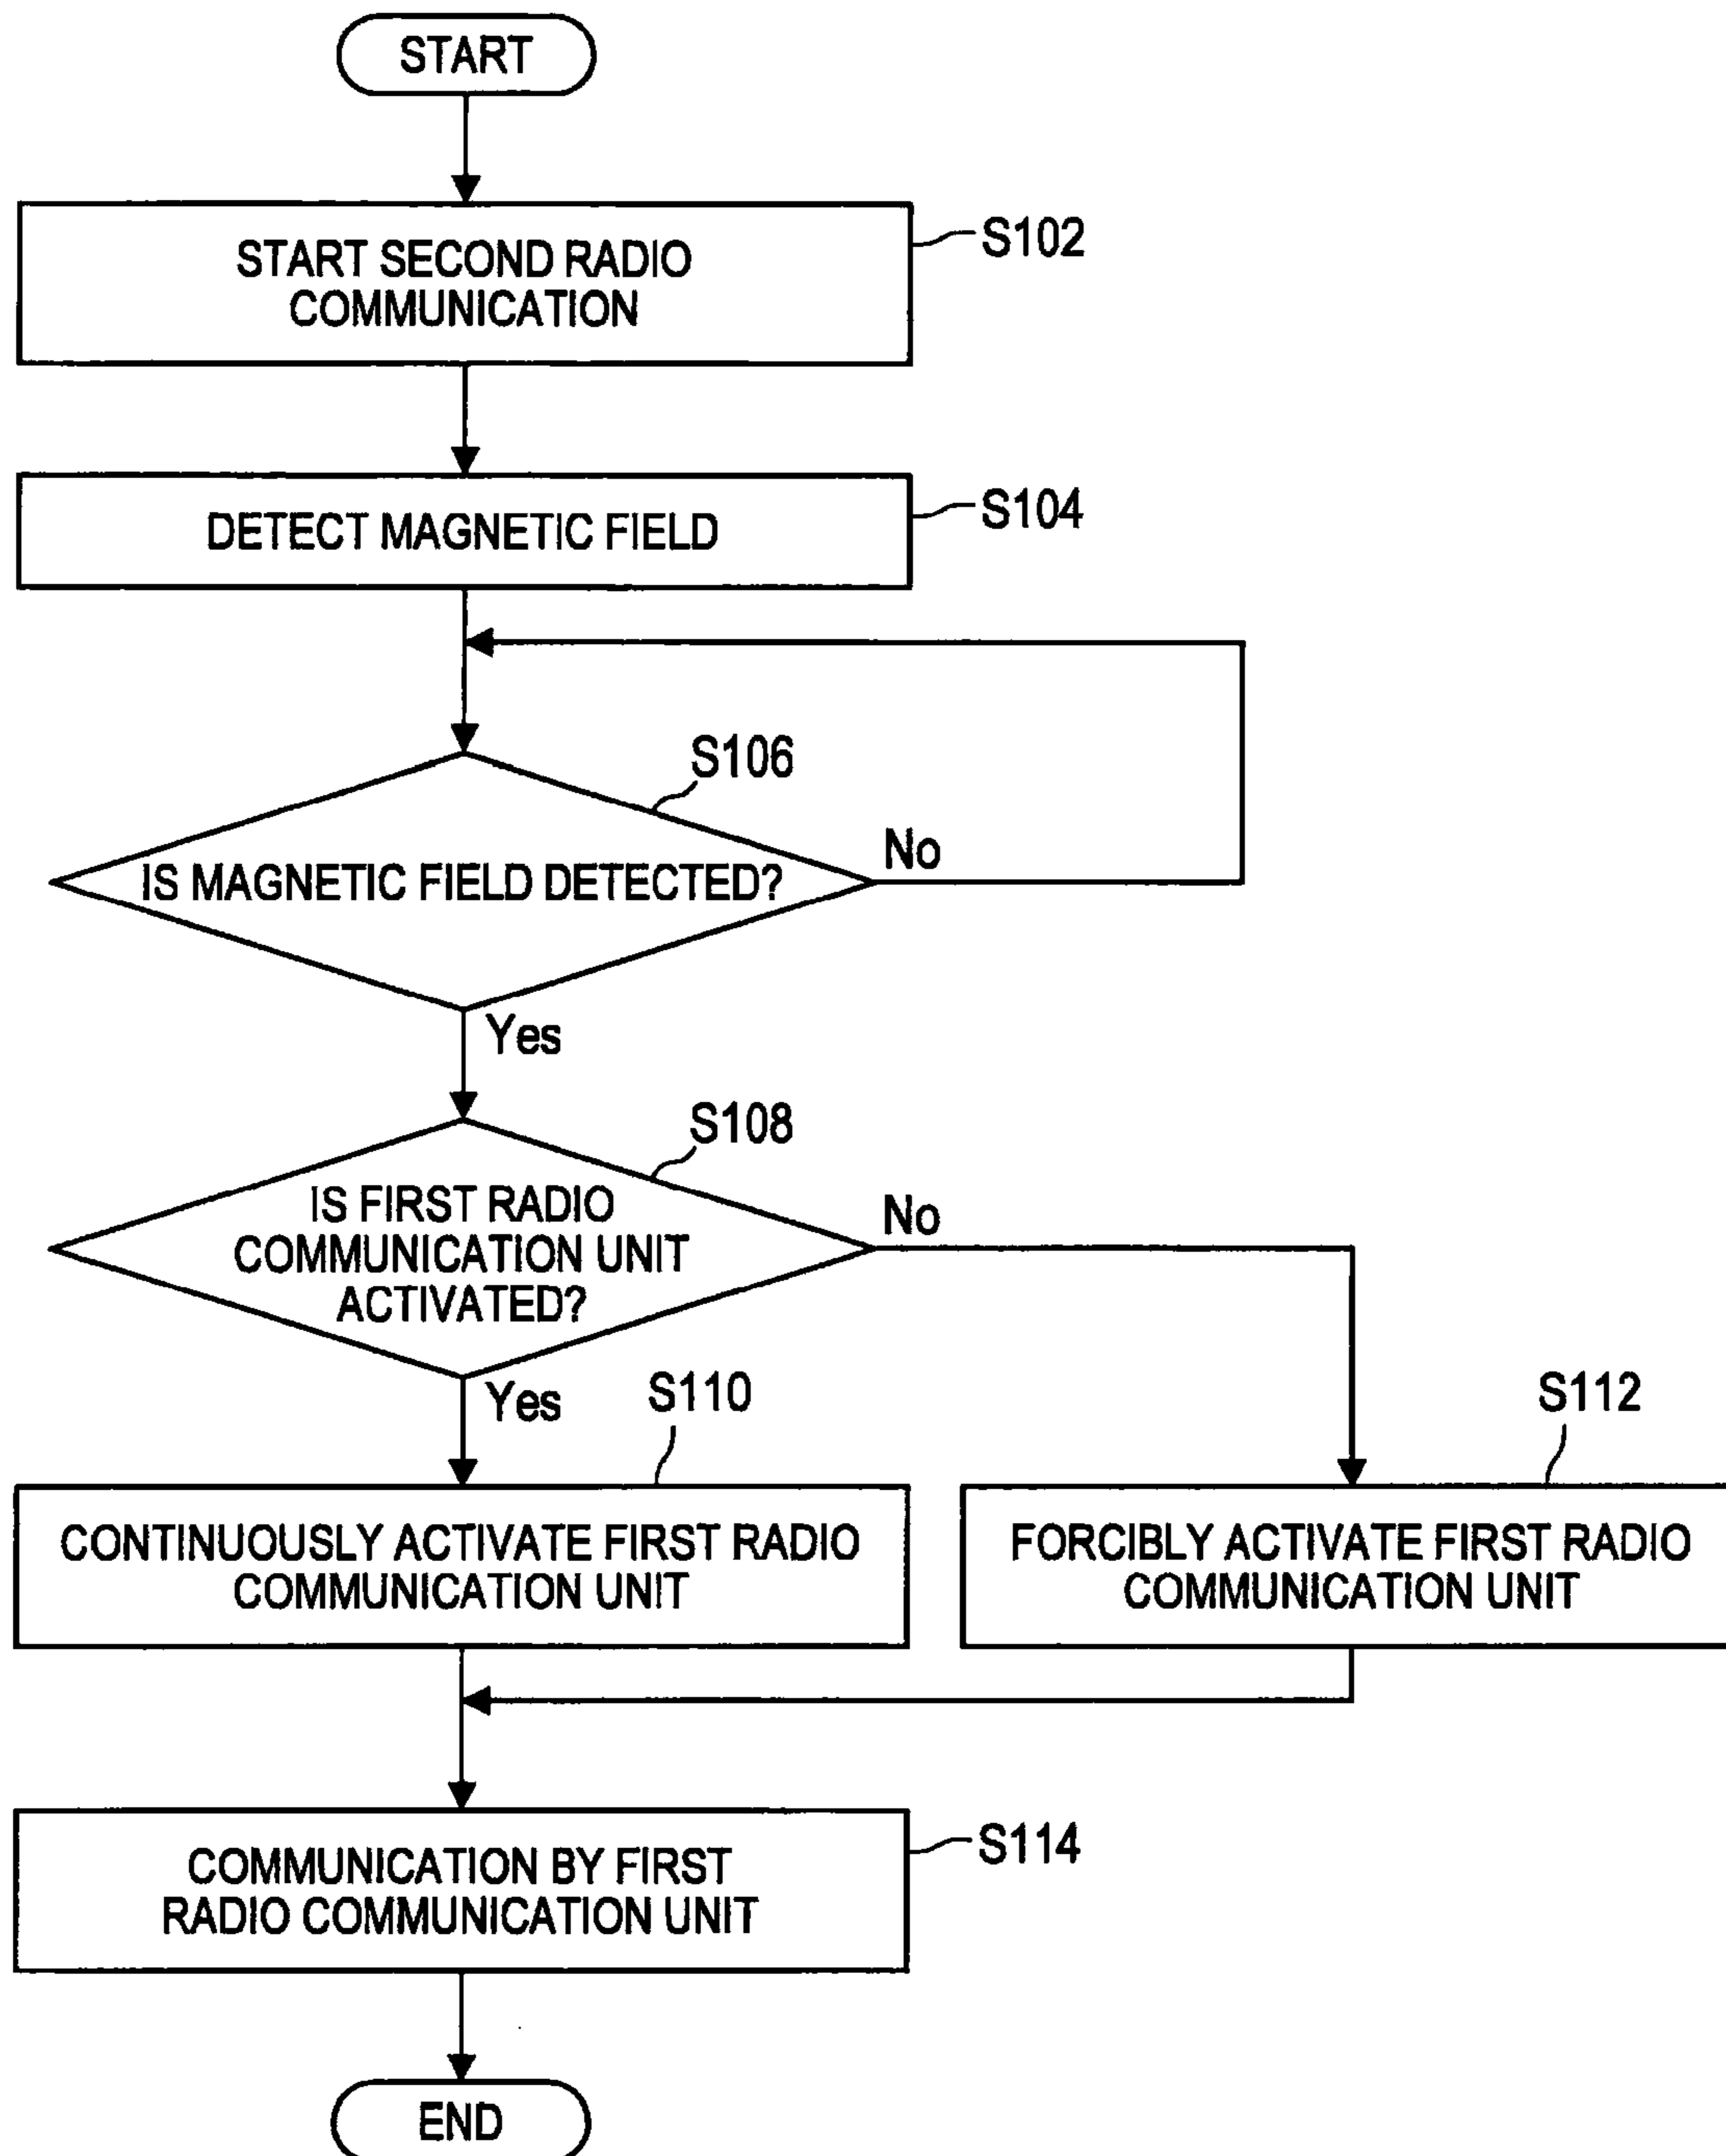 START
START SECOND RADIO
COMMUNICATION
S102
DETECT MAGNETIC FIELD
S104
S106
IS MAGNETIC FIELD DETECTED?
No
Yes
S108
IS FIRST RADIO
COMMUNICATION UNIT
ACTIVATED?
No
Yes
S110
CONTINUOUSLY ACTIVATE FIRST RADIO
COMMUNICATION UNIT
S112
FORCIBLY ACTIVATE FIRST RADIO
COMMUNICATION UNIT
COMMUNICATION BY FIRST
RADIO COMMUNICATION UNIT
S114
END